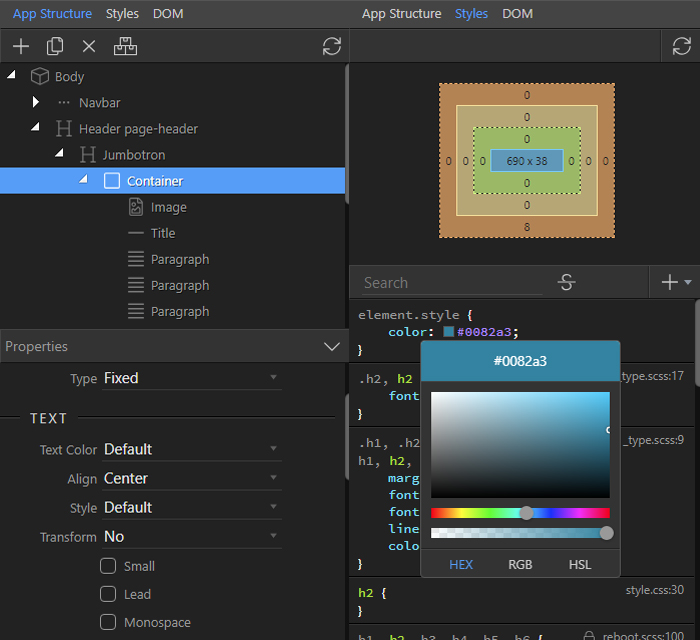 App Structure Styles DOM
Body
Navbar
Header page-header
Jumbotron
Container
Image
Title
Paragraph
Paragraph
Paragraph
Properties
Type Fixed
TEXT
Text Color Default
Align Center
Style Default
Transform No
Small
Lead
Monospace
App Structure Styles DOM
0
0
0
0 0 0 690 x 38 0 0 0
0
0
8
Search
element.style {
color: #0082a3;
}
#0082a3
.h2, h2 _type.scss:17
font
}
.h1, .h2 _type.scss:9
h1, h2,
marg
font
font
line
colo
}
HEX RGB HSL
h2 { style.css:30
}
h1, h2, h3, h4, h5, h6 { _reboot.scss:100